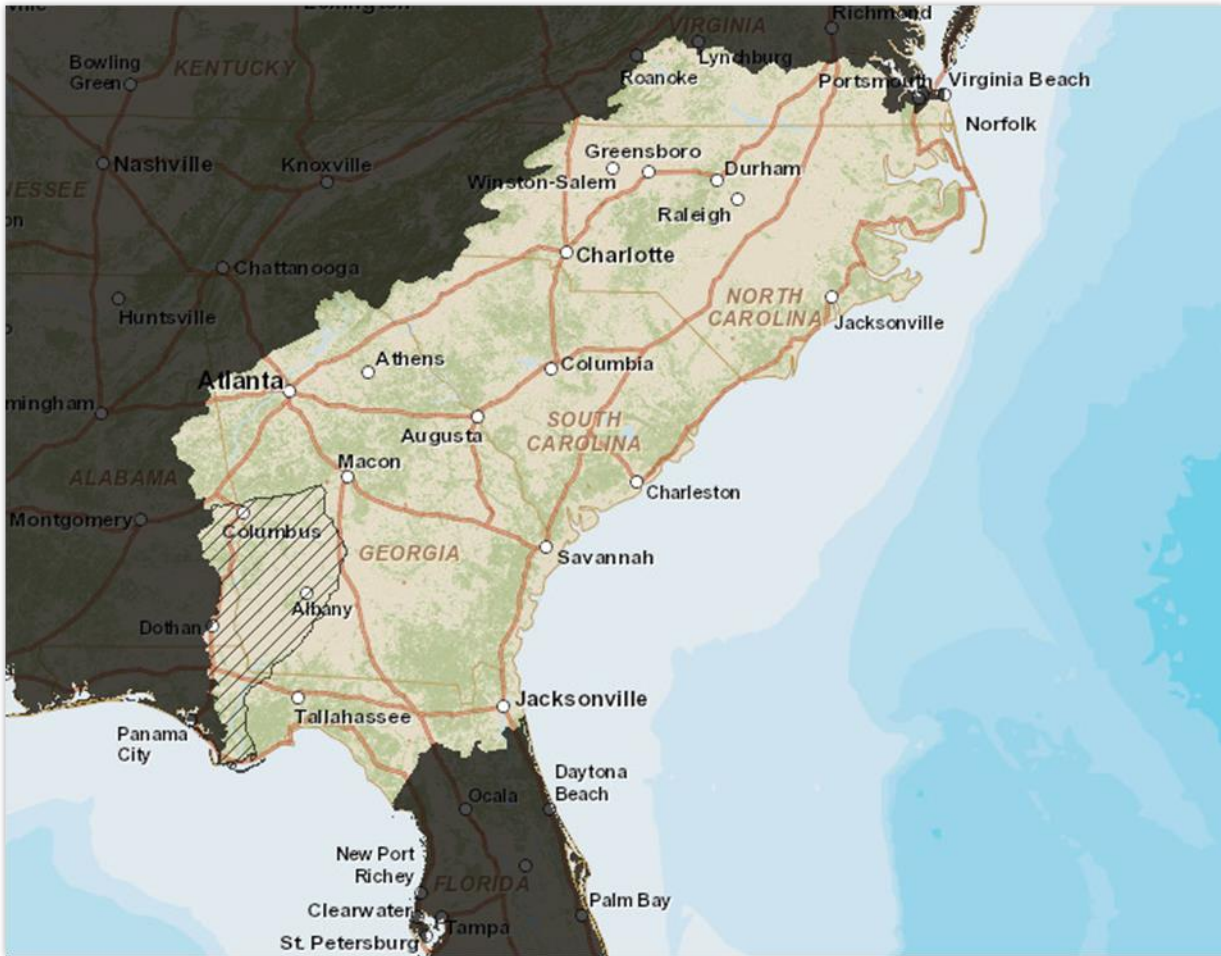 Richmond
VIRGINIA
Lynchburg
Roanoke
Bowling
Green
KENTUCKY
Portsmouth
Virginia Beach
Norfolk
Greensboro
Durham
Winston-Salem
Raleigh
Nashville
Knoxville
NESSEE
Charlotte
Chattanooga
NORTH
CAROLINA
Huntsville
Jacksonville
Athens
Columbia
Atlanta
mingham
SOUTH
CAROLINA
Augusta
Macon
ALABAMA
Charleston
Montgomery
Columbus
GEORGIA
Savannah
Albany
Dothan
Jacksonville
Tallahassee
Panama
City
Daytona
Beach
Ocala
New Port
Richey
FLORIDA
Clearwater
Palm Bay
Tampa
St. Petersburg